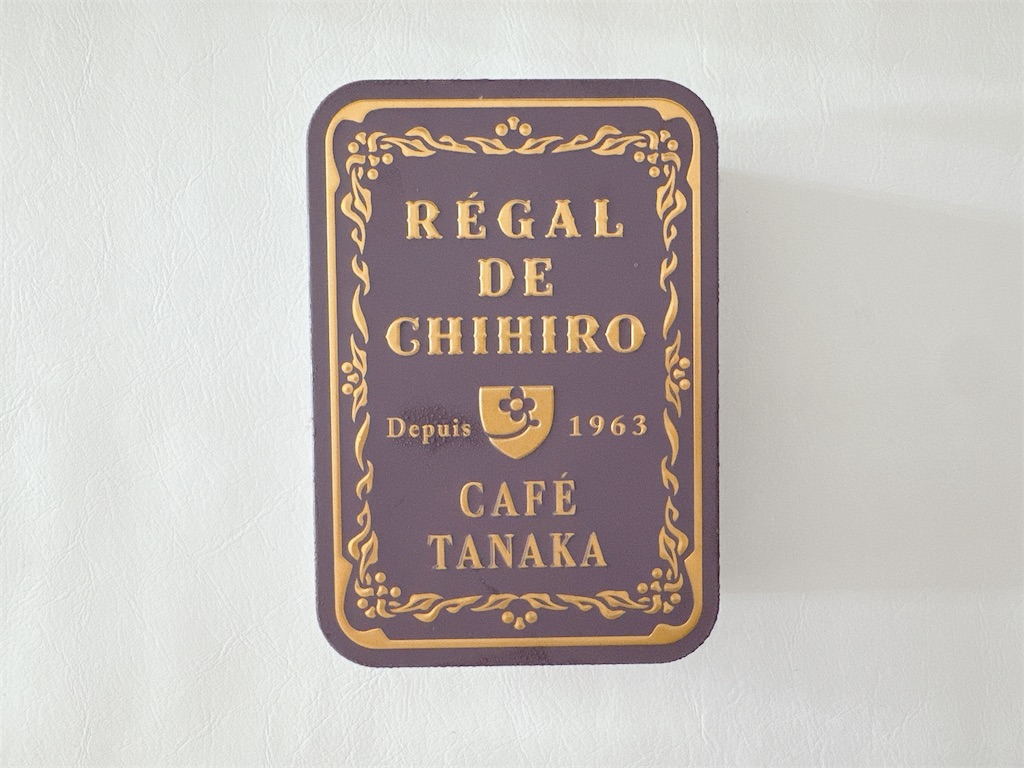 RÉGAL
DE
CHIHIRO
Depuis 1963
CAFÉ
TANAKA